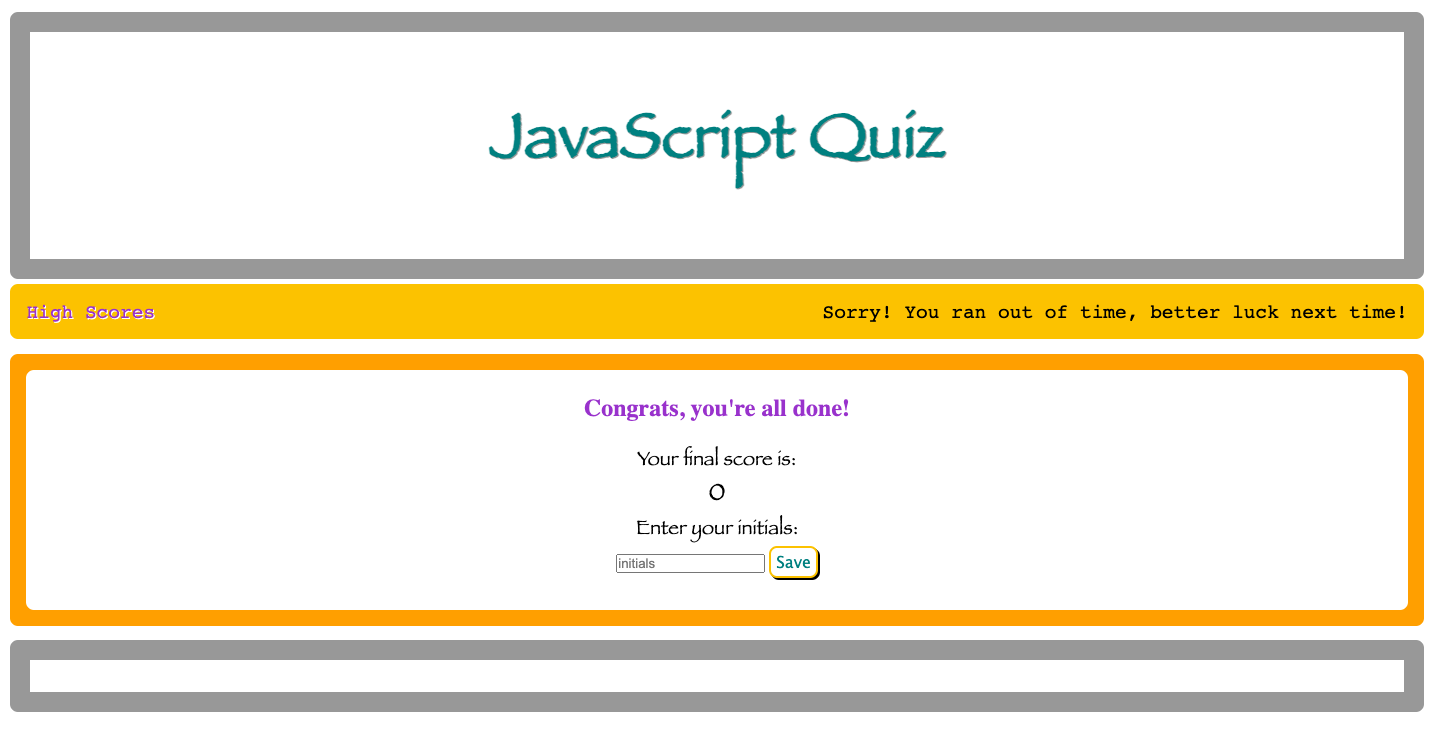 JavaScript Quiz
High Scores
Sorry! You ran out of time, better luck next time!
Congrats, you're all done!
Your final score is:
0
Enter your initials:
initials
Save